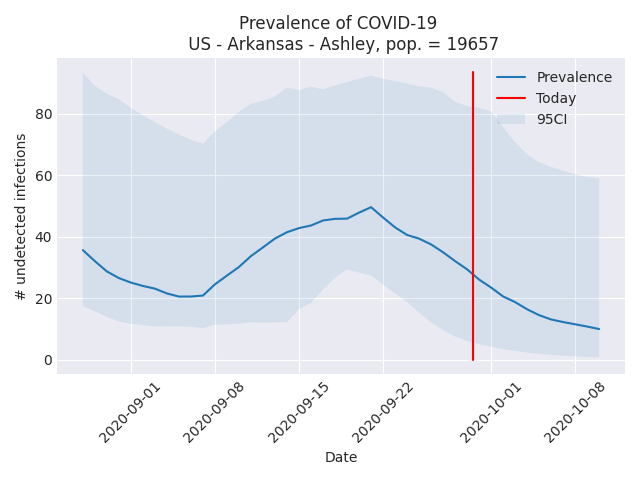 Prevalence of COVID-19
US - Arkansas - Ashley, pop. = 19657
Prevalence
Today
95CI
# undetected infections
80
60
40
20
0
2020-09-01
2020-09-08
2020-09-15
2020-09-22
2020-10-01
2020-10-08
Date